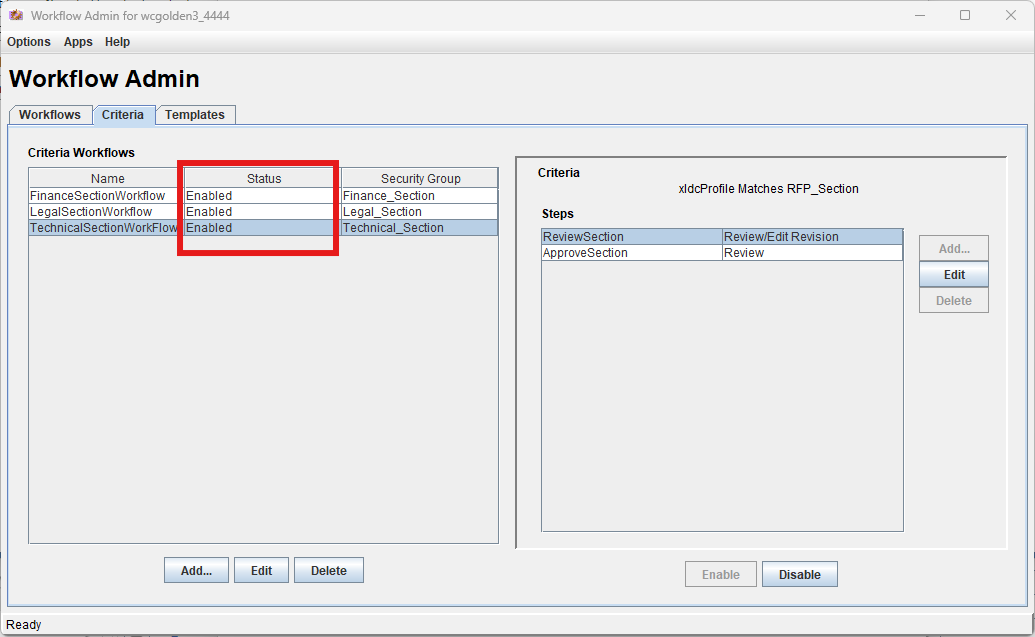 Workflow Admin for wcgolden3_4444
Options Apps Help
Workflow Admin
Workflows Criteria Templates
Criteria Workflows
Name Status Security Group
FinanceSectionWorkflow Enabled Finance_Section
LegalSectionWorkflow Enabled Legal_Section
TechnicalSectionWorkFlow Enabled Technical_Section
Add... Edit Delete
Criteria
xIdcProfile Matches RFP_Section
Steps
ReviewSection Review/Edit Revision
ApproveSection Review
Add...
Edit
Delete
Enable Disable
Ready